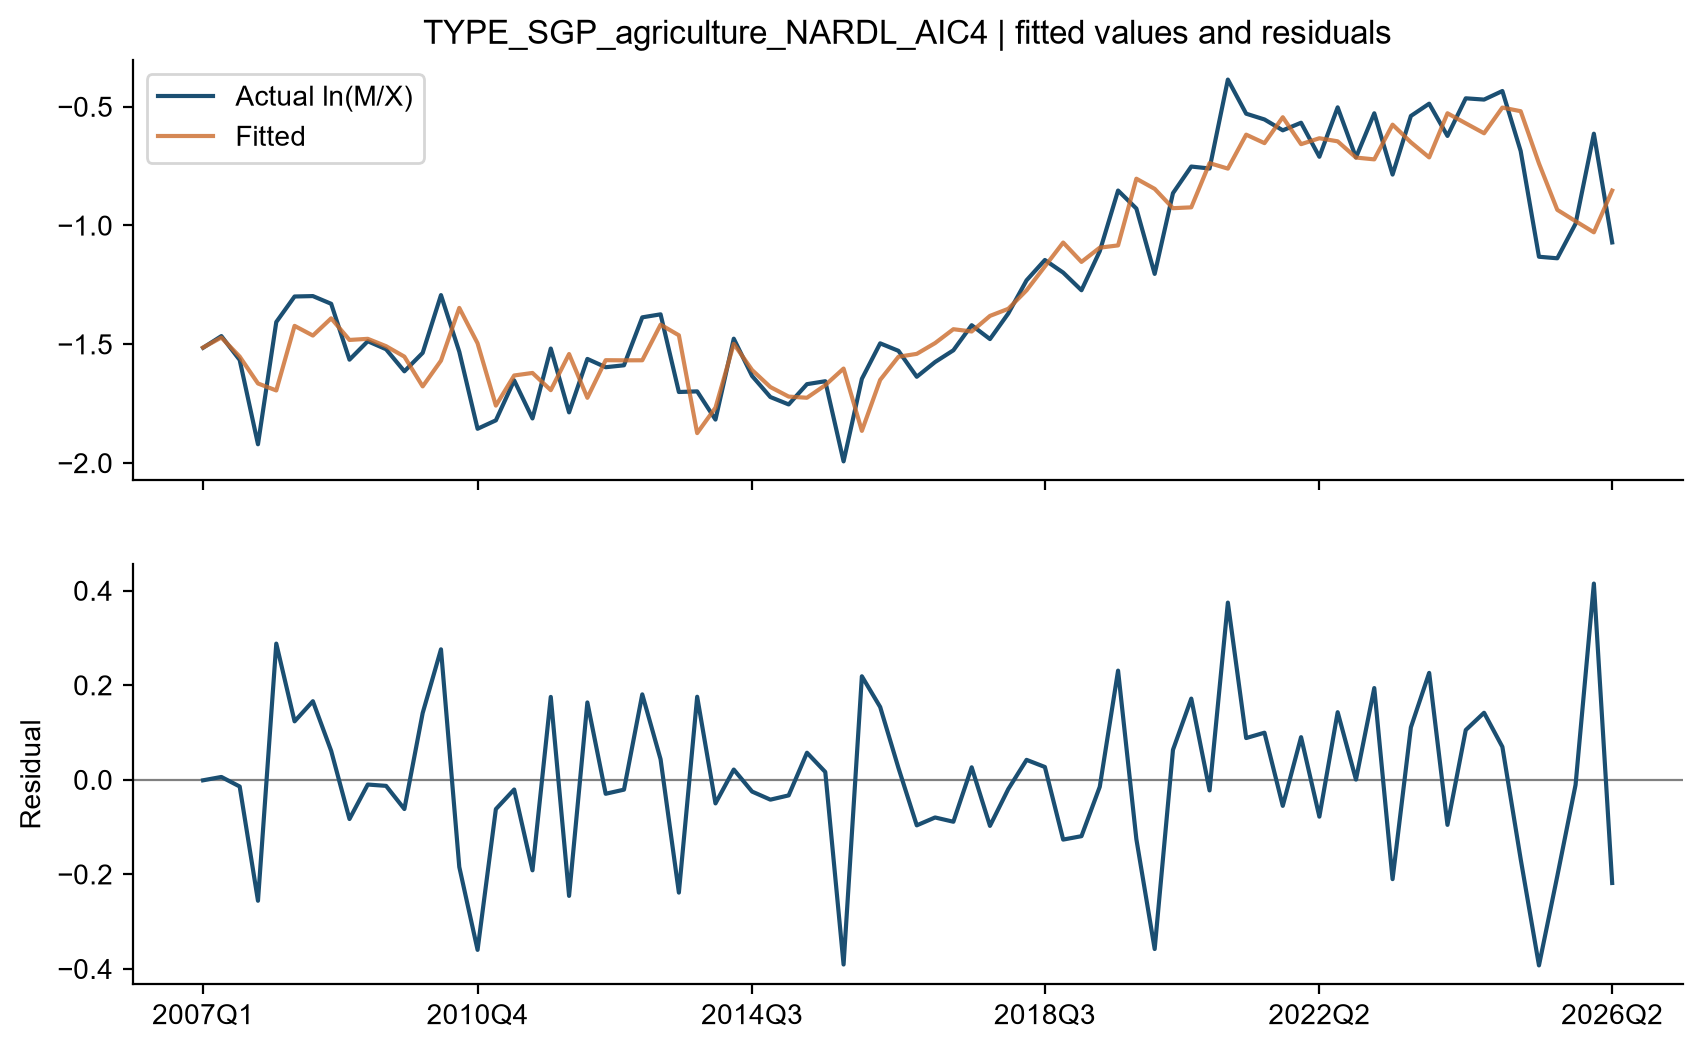 TYPE_SGP_agriculture_NARDL_AIC4 | fitted values and residuals
Actual ln(M/X)
Fitted
−0.5
−1.0
−1.5
−2.0
Residual
0.4
0.2
0.0
−0.2
−0.4
2007Q1 2010Q4 2014Q3 2018Q3 2022Q2 2026Q2